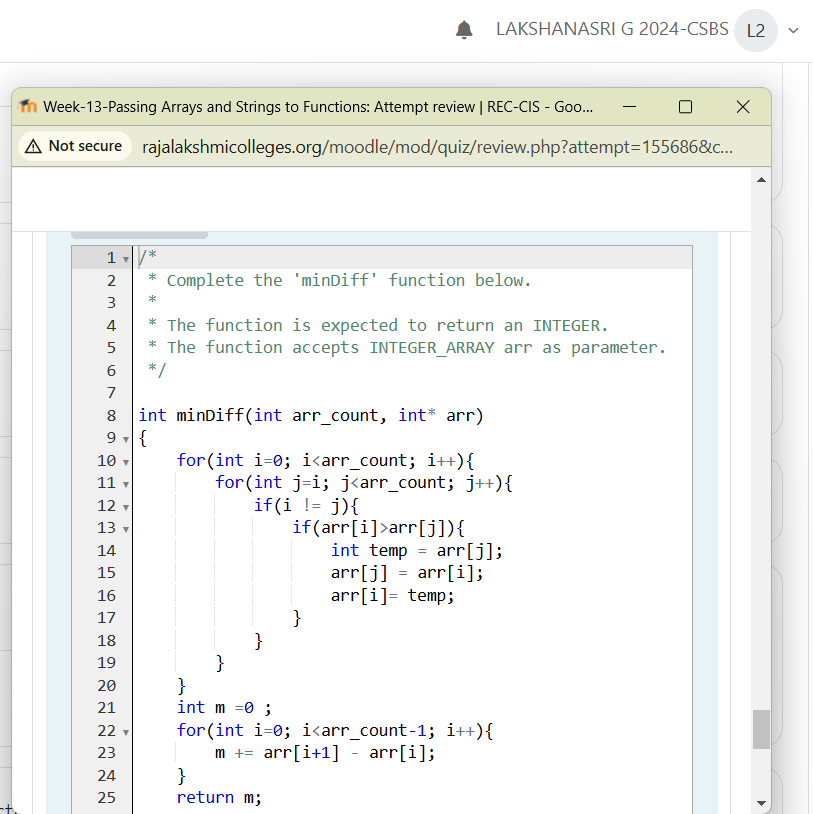 LAKSHANASRI G 2024-CSBS L2
Week-13-Passing Arrays and Strings to Functions: Attempt review | REC-CIS - Goo...
Not secure rajalakshmicolleges.org/moodle/mod/quiz/review.php?attempt=155686&c...
1 /*
2  * Complete the 'minDiff' function below.
3  *
4  * The function is expected to return an INTEGER.
5  * The function accepts INTEGER_ARRAY arr as parameter.
6  */
7
8 int minDiff(int arr_count, int* arr)
9 {
10     for(int i=0; i<arr_count; i++){
11         for(int j=i; j<arr_count; j++){
12             if(i != j){
13                 if(arr[i]>arr[j]){
14                     int temp = arr[j];
15                     arr[j] = arr[i];
16                     arr[i]= temp;
17                 }
18             }
19         }
20     }
21     int m =0 ;
22     for(int i=0; i<arr_count-1; i++){
23         m += arr[i+1] - arr[i];
24     }
25     return m;